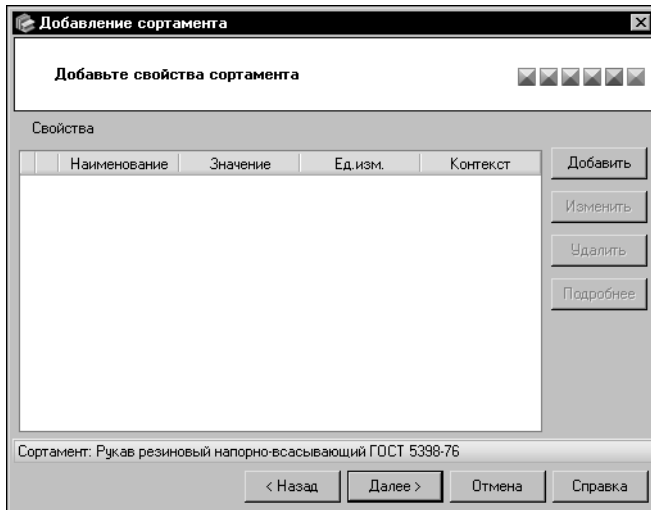 Добавление сортамента
Добавьте свойства сортамента
Свойства
Наименование Значение Ед.изм. Контекст
Добавить
Изменить
Удалить
Подробнее
Сортамент: Рукав резиновый напорно-всасывающий ГОСТ 5398-76
< Назад Далее > Отмена Справка